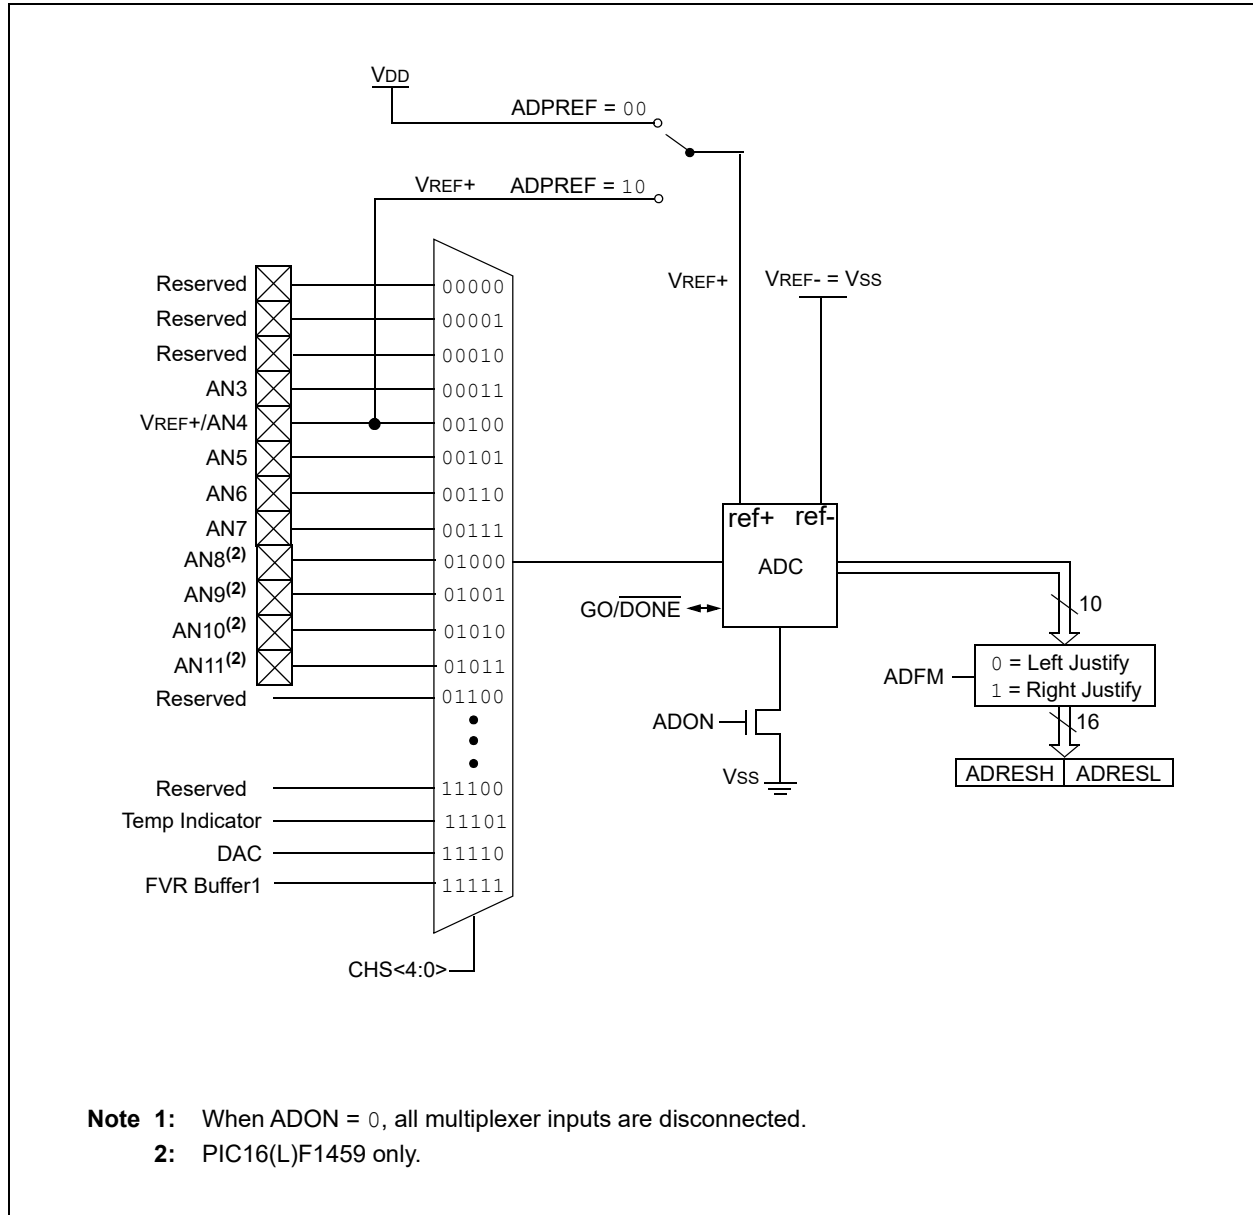 VDD
ADPREF = 00
VREF+ ADPREF = 10
VREF+
VREF- = VSS
Reserved 00000
Reserved 00001
Reserved 00010
AN3 00011
VREF+/AN4 00100
AN5 00101
AN6 00110
AN7 00111
AN8(2) 01000
AN9(2) 01001
AN10(2) 01010
AN11(2) 01011
Reserved 01100
Reserved 11100
Temp Indicator 11101
DAC 11110
FVR Buffer1 11111
CHS<4:0>
ref+ ref-
ADC
GO/DONE
ADON
VSS
10
ADFM
0 = Left Justify
1 = Right Justify
16
ADRESH ADRESL
Note 1: When ADON = 0, all multiplexer inputs are disconnected.
2: PIC16(L)F1459 only.